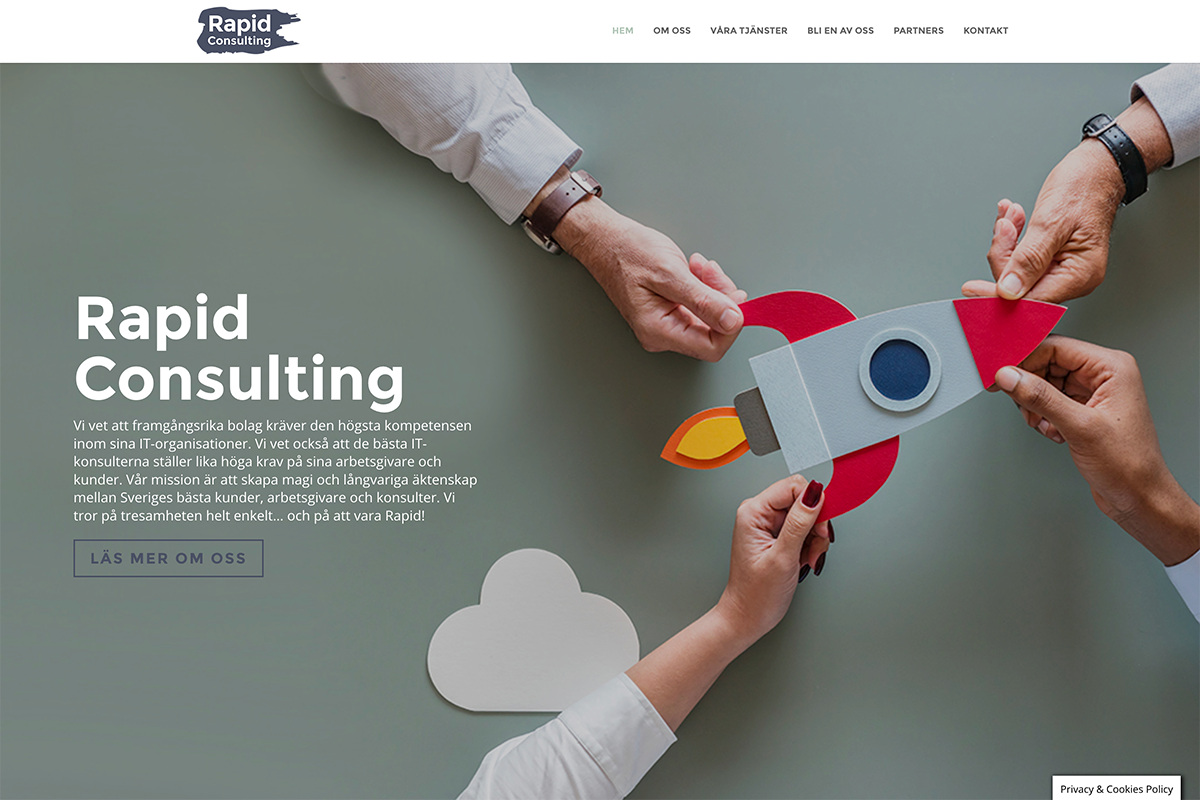 Rapid
Consulting
HEM OM OSS VÅRA TJÄNSTER BLI EN AV OSS PARTNERS KONTAKT
Rapid
Consulting
Vi vet att framgångsrika bolag kräver den högsta kompetensen
inom sina IT-organisationer. Vi vet också att de bästa IT-
konsulterna ställer lika höga krav på sina arbetsgivare och
kunder. Vår mission är att skapa magi och långvariga äktenskap
mellan Sveriges bästa kunder, arbetsgivare och konsulter. Vi
tror på tresamheten helt enkelt... och på att vara Rapid!
LÄS MER OM OSS
Privacy & Cookies Policy